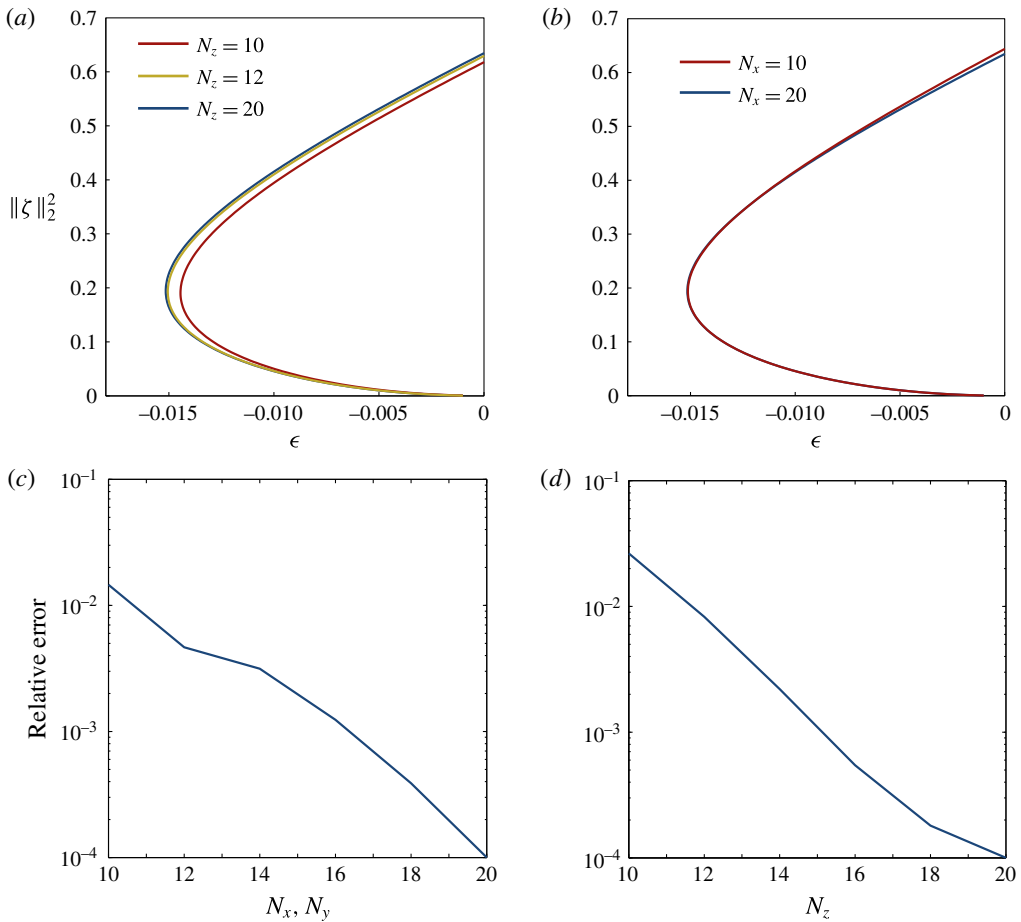 (a)
0.7
0.6
0.5
0.4
0.3
0.2
0.1
0
‖ζ‖₂²
N_z = 10
N_z = 12
N_z = 20
–0.015
–0.010
–0.005
0
ϵ
(b)
0.7
0.6
0.5
0.4
0.3
0.2
0.1
0
N_x = 10
N_x = 20
–0.015
–0.010
–0.005
0
ϵ
(c)
10⁻¹
10⁻²
10⁻³
10⁻⁴
Relative error
10
12
14
16
18
20
N_x, N_y
(d)
10⁻¹
10⁻²
10⁻³
10⁻⁴
10
12
14
16
18
20
N_z